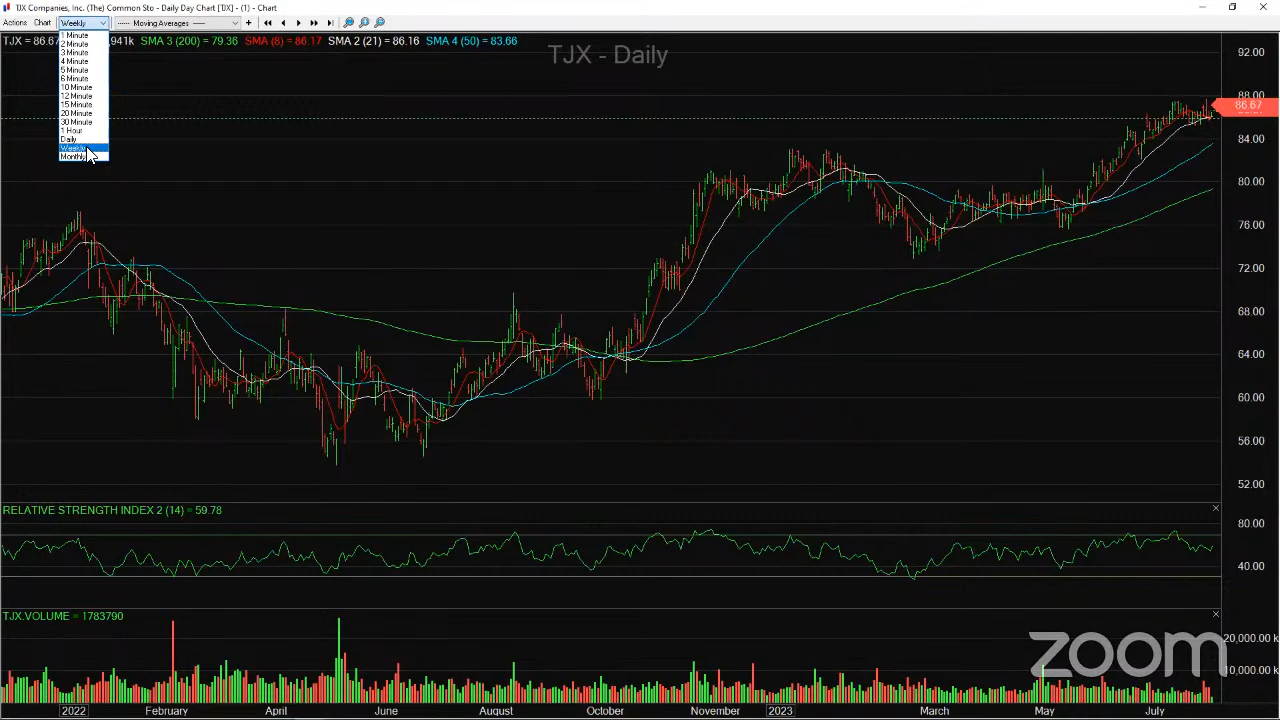 TJX Companies, Inc. (The) Common Sto - Daily Day Chart [TJX] - (1) - Chart
Actions Chart Weekly Moving Averages
TJX = 86.67 941k SMA 3 (200) = 79.36 SMA (8) = 86.17 SMA 2 (21) = 86.16 SMA 4 (50) = 83.66
TJX - Daily
1 Minute
2 Minute
3 Minute
4 Minute
5 Minute
6 Minute
10 Minute
12 Minute
15 Minute
20 Minute
30 Minute
1 Hour
Daily
Weekly
Monthly
92.00
88.00
86.67
84.00
80.00
76.00
72.00
68.00
64.00
60.00
56.00
52.00
RELATIVE STRENGTH INDEX 2 (14) = 59.78
80.00
40.00
TJX.VOLUME = 1783790
20,000.00 k
10,000.00 k
zoom
2022 February April June August October November 2023 March May July